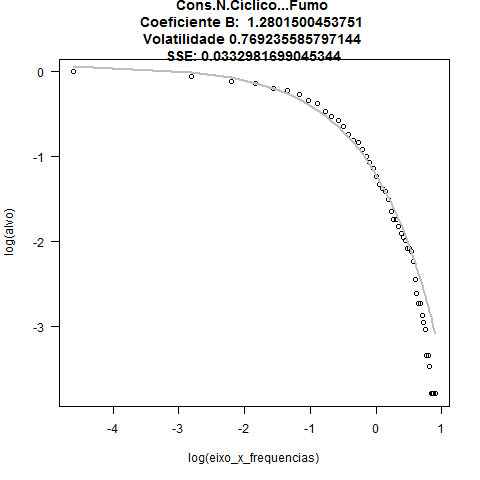 Cons.N.Ciclico...Fumo
Coeficiente B:  1.2801500453751
Volatilidade 0.769235585797144
SSE: 0.0332981699045344
0
-1
-2
-3
log(alvo)
-4
-3
-2
-1
0
1
log(eixo_x_frequencias)